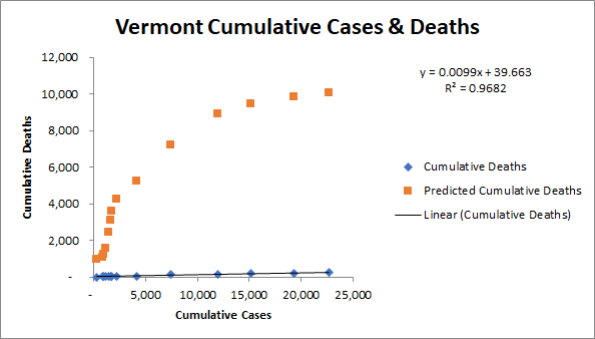 Vermont Cumulative Cases & Deaths
12,000
10,000
8,000
6,000
4,000
2,000
-
Cumulative Deaths
-
5,000
10,000
15,000
20,000
25,000
Cumulative Cases
y = 0.0099x + 39.663
R² = 0.9682
Cumulative Deaths
Predicted Cumulative Deaths
Linear (Cumulative Deaths)